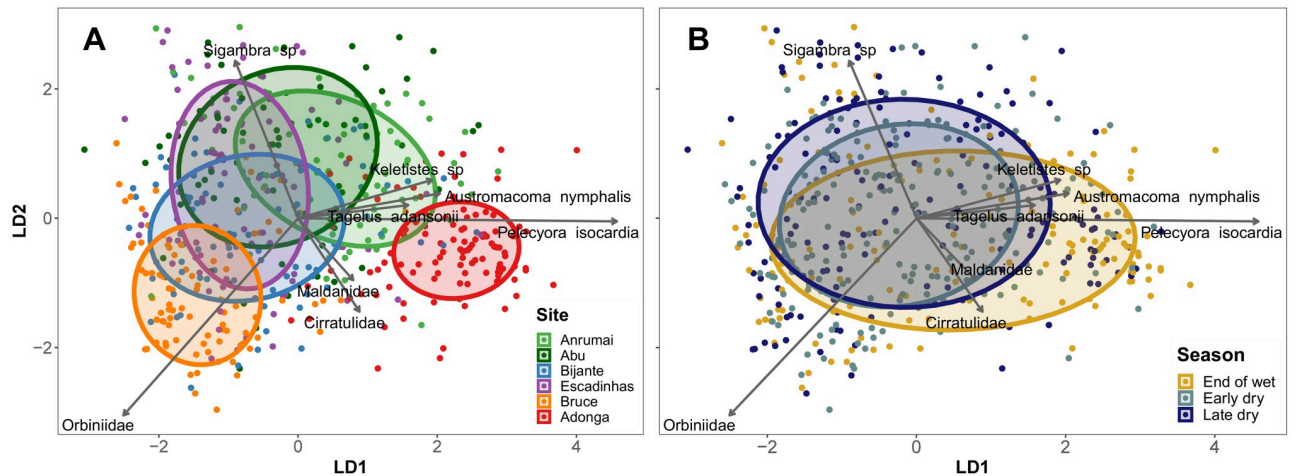 A
Sigambra sp
Keletistes sp
Austromacoma nymphalis
Tagelus adansonii
Pelecyora isocardia
Maldanidae
Cirratulidae
Orbiniidae
Site
Anrumai
Abu
Bijante
Escadinhas
Bruce
Adonga
2
0
−2
LD2
−2 0 2 4
LD1
B
Sigambra sp
Keletistes sp
Austromacoma nymphalis
Tagelus adansonii
Pelecyora isocardia
Maldanidae
Cirratulidae
Orbiniidae
Season
End of wet
Early dry
Late dry
−2 0 2 4
LD1